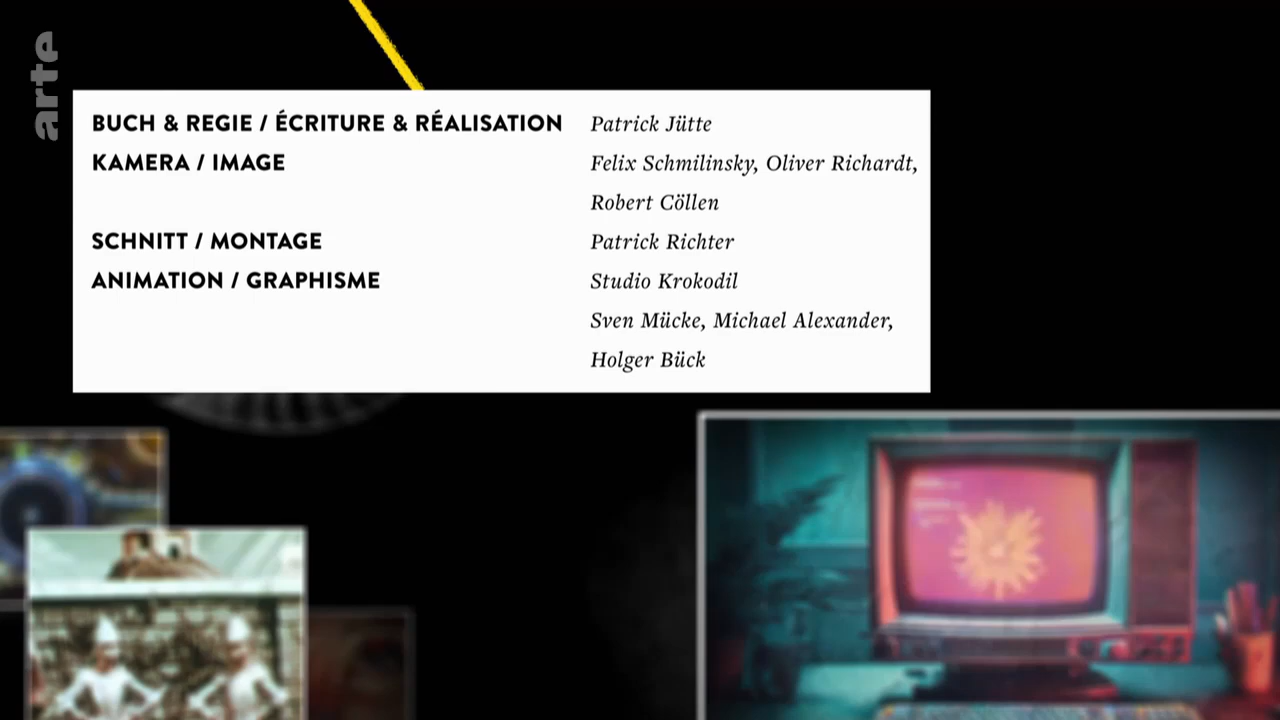 arte
BUCH & REGIE / ÉCRITURE & RÉALISATION Patrick Jütte
KAMERA / IMAGE Felix Schmilinsky, Oliver Richardt,
Robert Cöllen
SCHNITT / MONTAGE Patrick Richter
ANIMATION / GRAPHISME Studio Krokodil
Sven Mücke, Michael Alexander,
Holger Bück